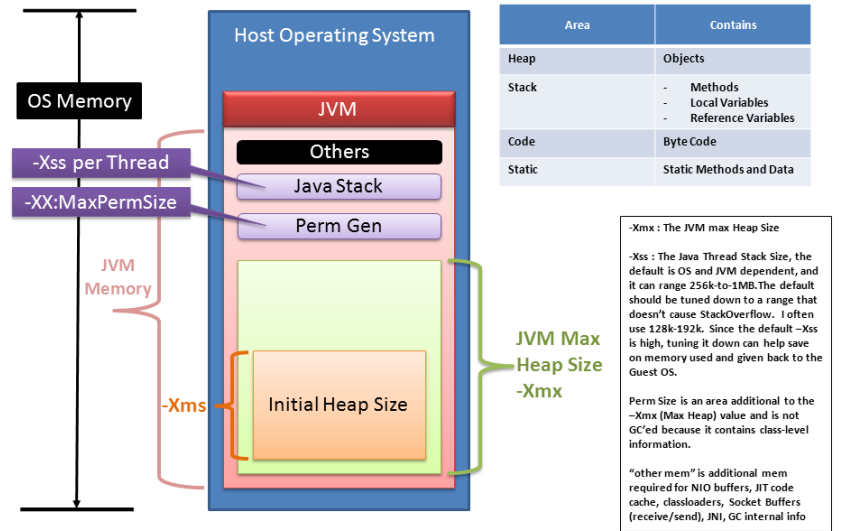 Host Operating System
OS Memory
JVM
Others
-Xss per Thread
Java Stack
-XX:MaxPermSize
Perm Gen
JVM
Memory
JVM Max
Heap Size
-Xmx
-Xms
Initial Heap Size
Area Contains
Heap Objects
Stack - Methods
- Local Variables
- Reference Variables
Code Byte Code
Static Static Methods and Data
-Xmx : The JVM max Heap Size
-Xss : The Java Thread Stack Size, the
default is OS and JVM dependent, and
it can range 256k-to-1MB.The default
should be tuned down to a range that
doesn't cause StackOverflow. I often
use 128k-192k. Since the default –Xss
is high, tuning it down can help save
on memory used and given back to the
Guest OS.
Perm Size is an area additional to the
–Xmx (Max Heap) value and is not
GC'ed because it contains class-level
information.
“other mem” is additional mem
required for NIO buffers, JIT code
cache, classloaders, Socket Buffers
(receive/send), JNI, GC internal info